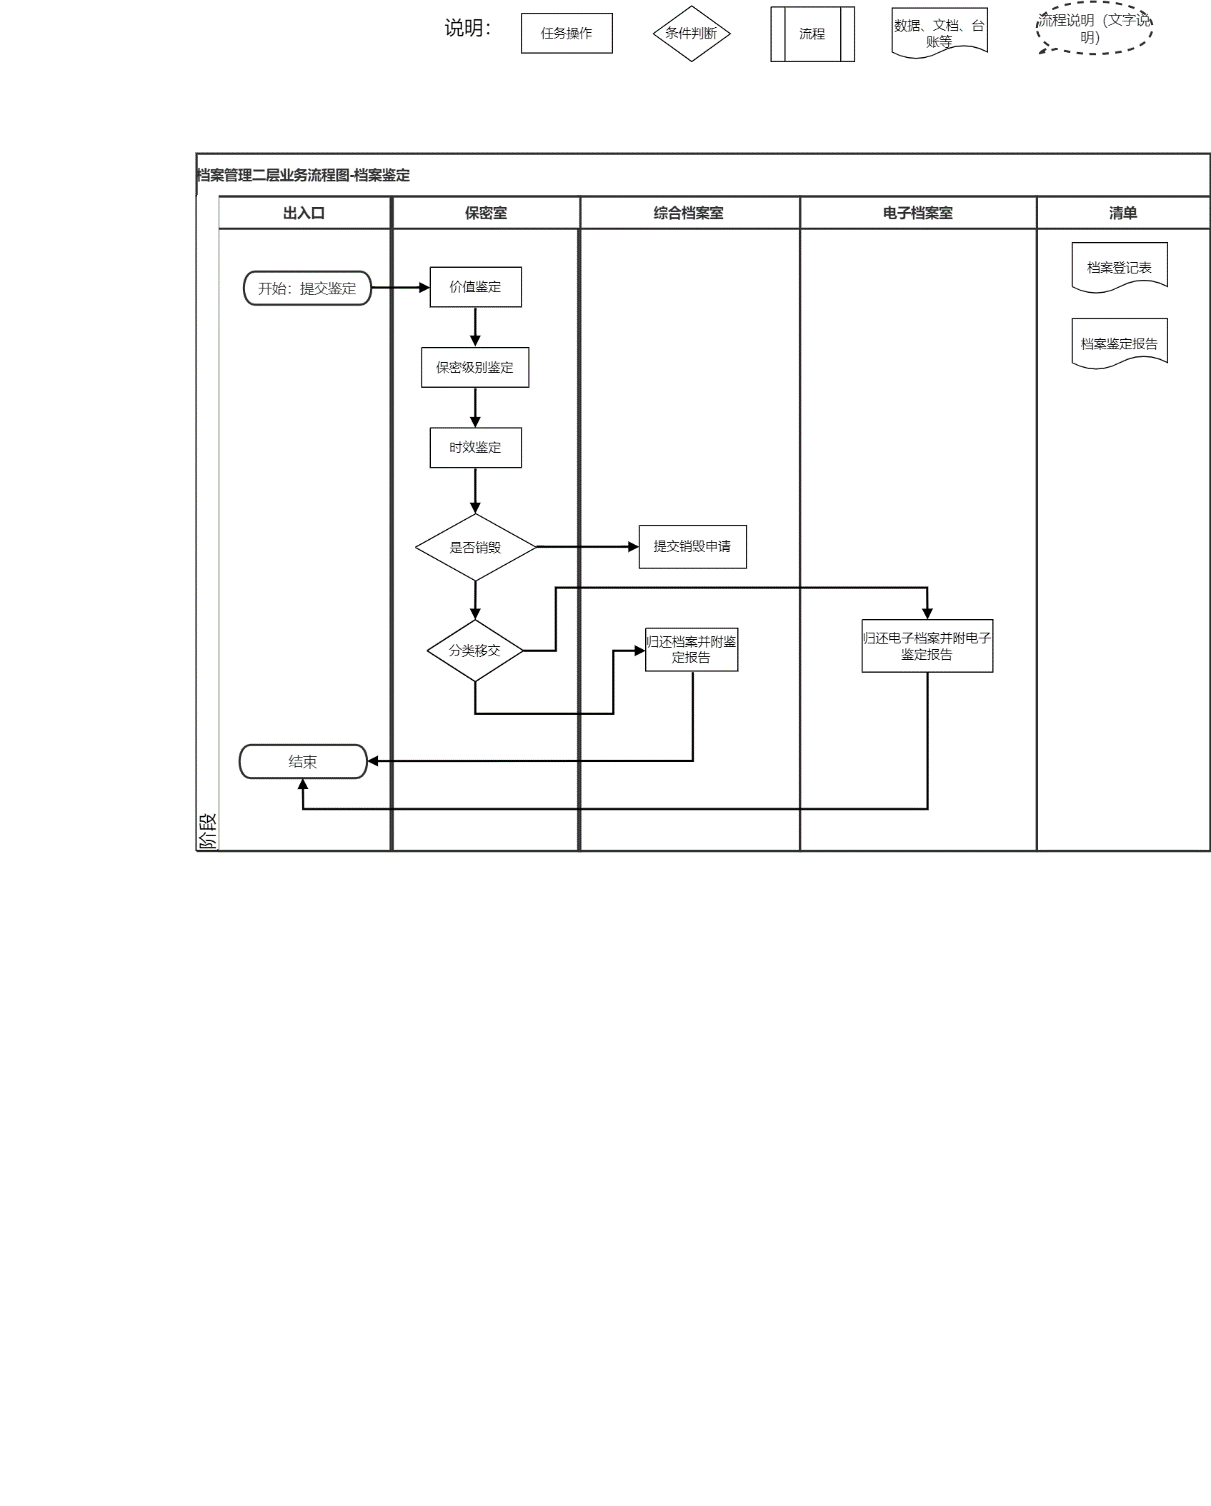 说明：
任务操作
条件判断
流程
数据、文档、台
账等
流程说明（文字说
明）
档案管理二层业务流程图-档案鉴定
出入口
保密室
综合档案室
电子档案室
清单
开始：提交鉴定
价值鉴定
档案登记表
保密级别鉴定
档案鉴定报告
时效鉴定
是否销毁
提交销毁申请
分类移交
归还档案并附鉴
定报告
归还电子档案并附电子
鉴定报告
结束
阶段